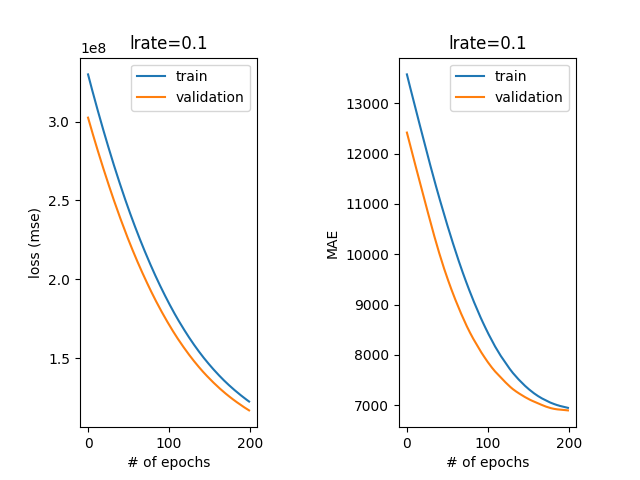 lrate=0.1
1e8
train
validation
3.0
2.5
2.0
1.5
loss (mse)
0
100
200
# of epochs
lrate=0.1
train
validation
13000
12000
11000
10000
9000
8000
7000
MAE
0
100
200
# of epochs